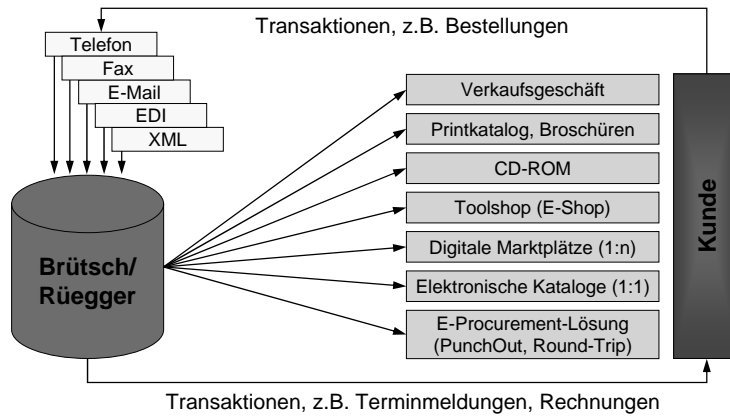 Transaktionen, z.B. Bestellungen
Telefon
Fax
E-Mail
EDI
XML
Brütsch/
Rüegger
Verkaufsgeschäft
Printkatalog, Broschüren
CD-ROM
Toolshop (E-Shop)
Digitale Marktplätze (1:n)
Elektronische Kataloge (1:1)
E-Procurement-Lösung
(PunchOut, Round-Trip)
Kunde
Transaktionen, z.B. Terminmeldungen, Rechnungen